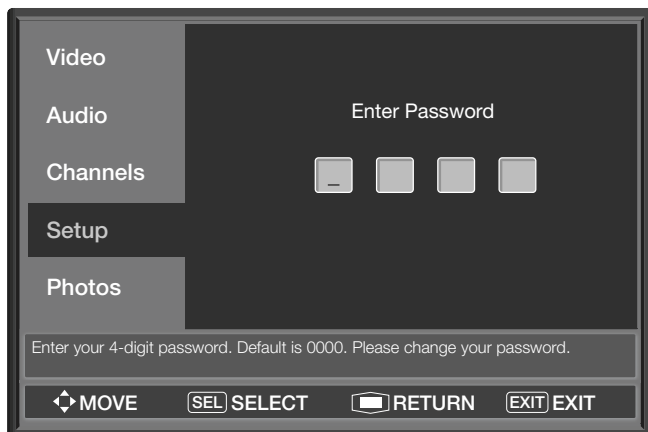 Video
Audio
Channels
Setup
Photos
Enter Password
_
Enter your 4-digit password. Default is 0000. Please change your password.
MOVE SEL SELECT RETURN EXIT EXIT